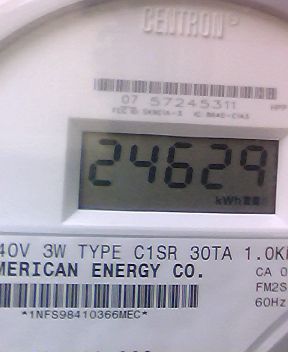 CENTRON®
07 57245311
24629
kWh
40V 3W TYPE C1SR 30TA 1.0K
MERICAN ENERGY CO.
CA 0
FM2S
60Hz
*1NFS98410366MEC*